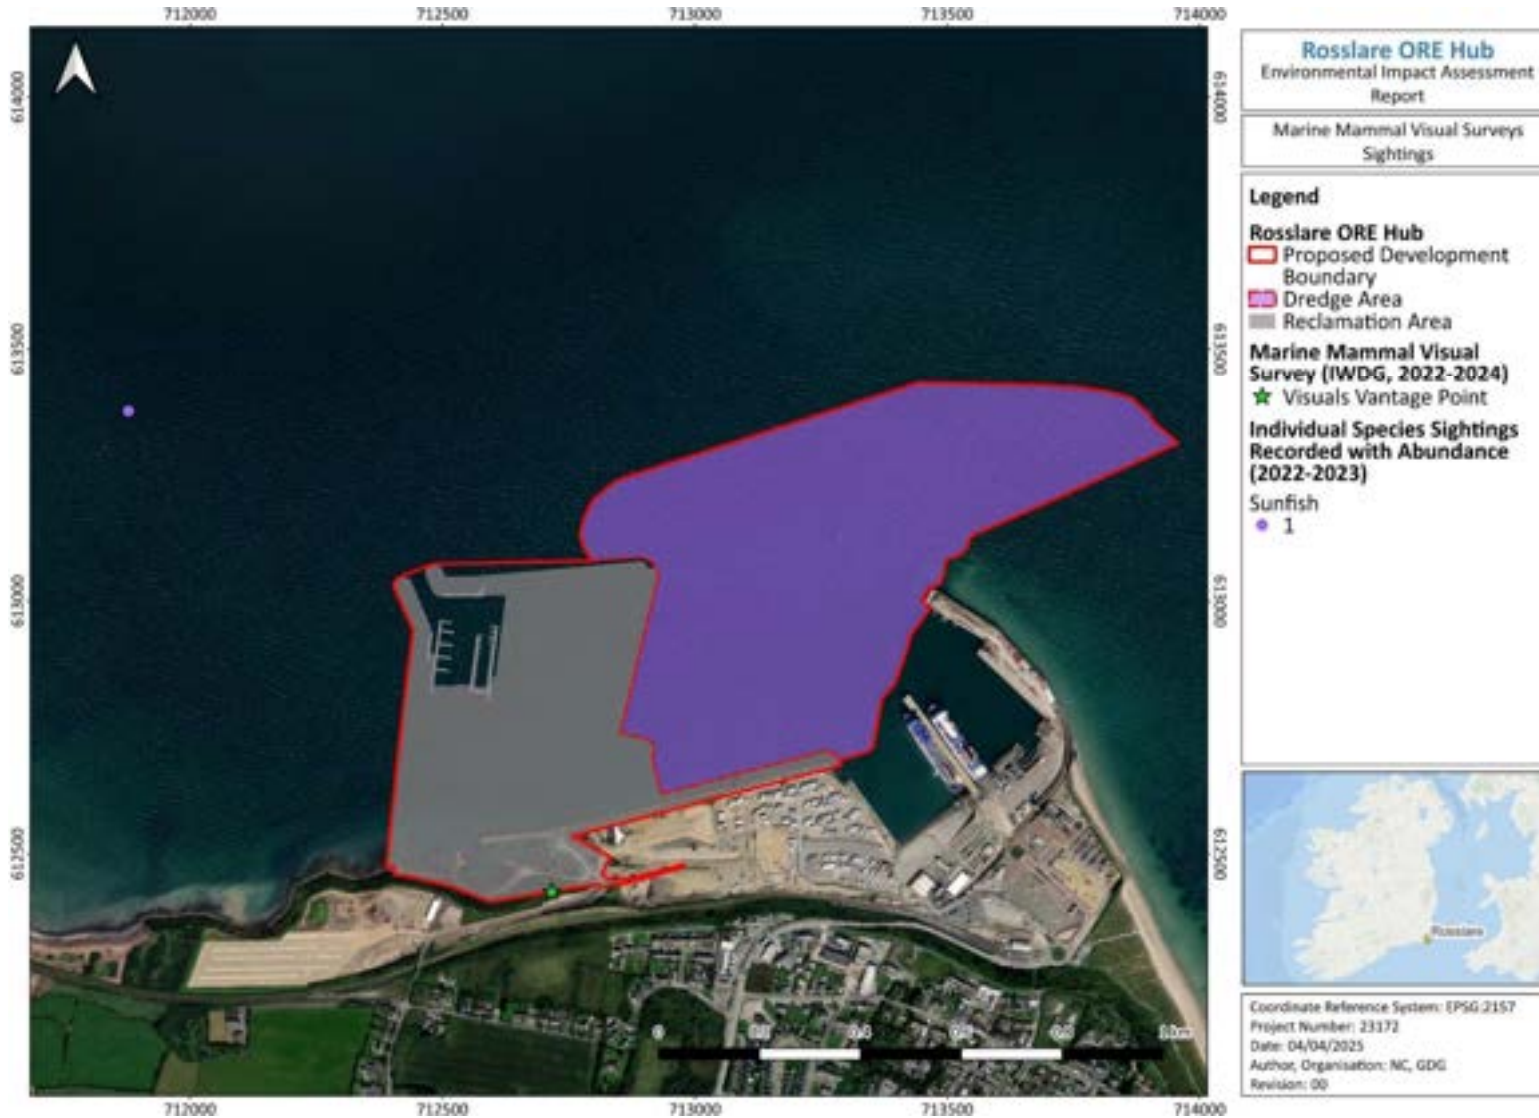 712000 712500 713000 713500 714000
614000
613500
613000
612500
614000
613500
613000
612500
712000 712500 713000 713500 714000
0 0.4 1 km
Rosslare ORE Hub
Environmental Impact Assessment
Report
Marine Mammal Visual Surveys
Sightings
Legend
Rosslare ORE Hub
Proposed Development
Boundary
Dredge Area
Reclamation Area
Marine Mammal Visual
Survey (IWDG, 2022-2024)
Visuals Vantage Point
Individual Species Sightings
Recorded with Abundance
(2022-2023)
Sunfish
1
Rosslare
Coordinate Reference System: EPSG:2157
Project Number: 23172
Date: 04/04/2025
Author, Organisation: NC, GDG
Revision: 00